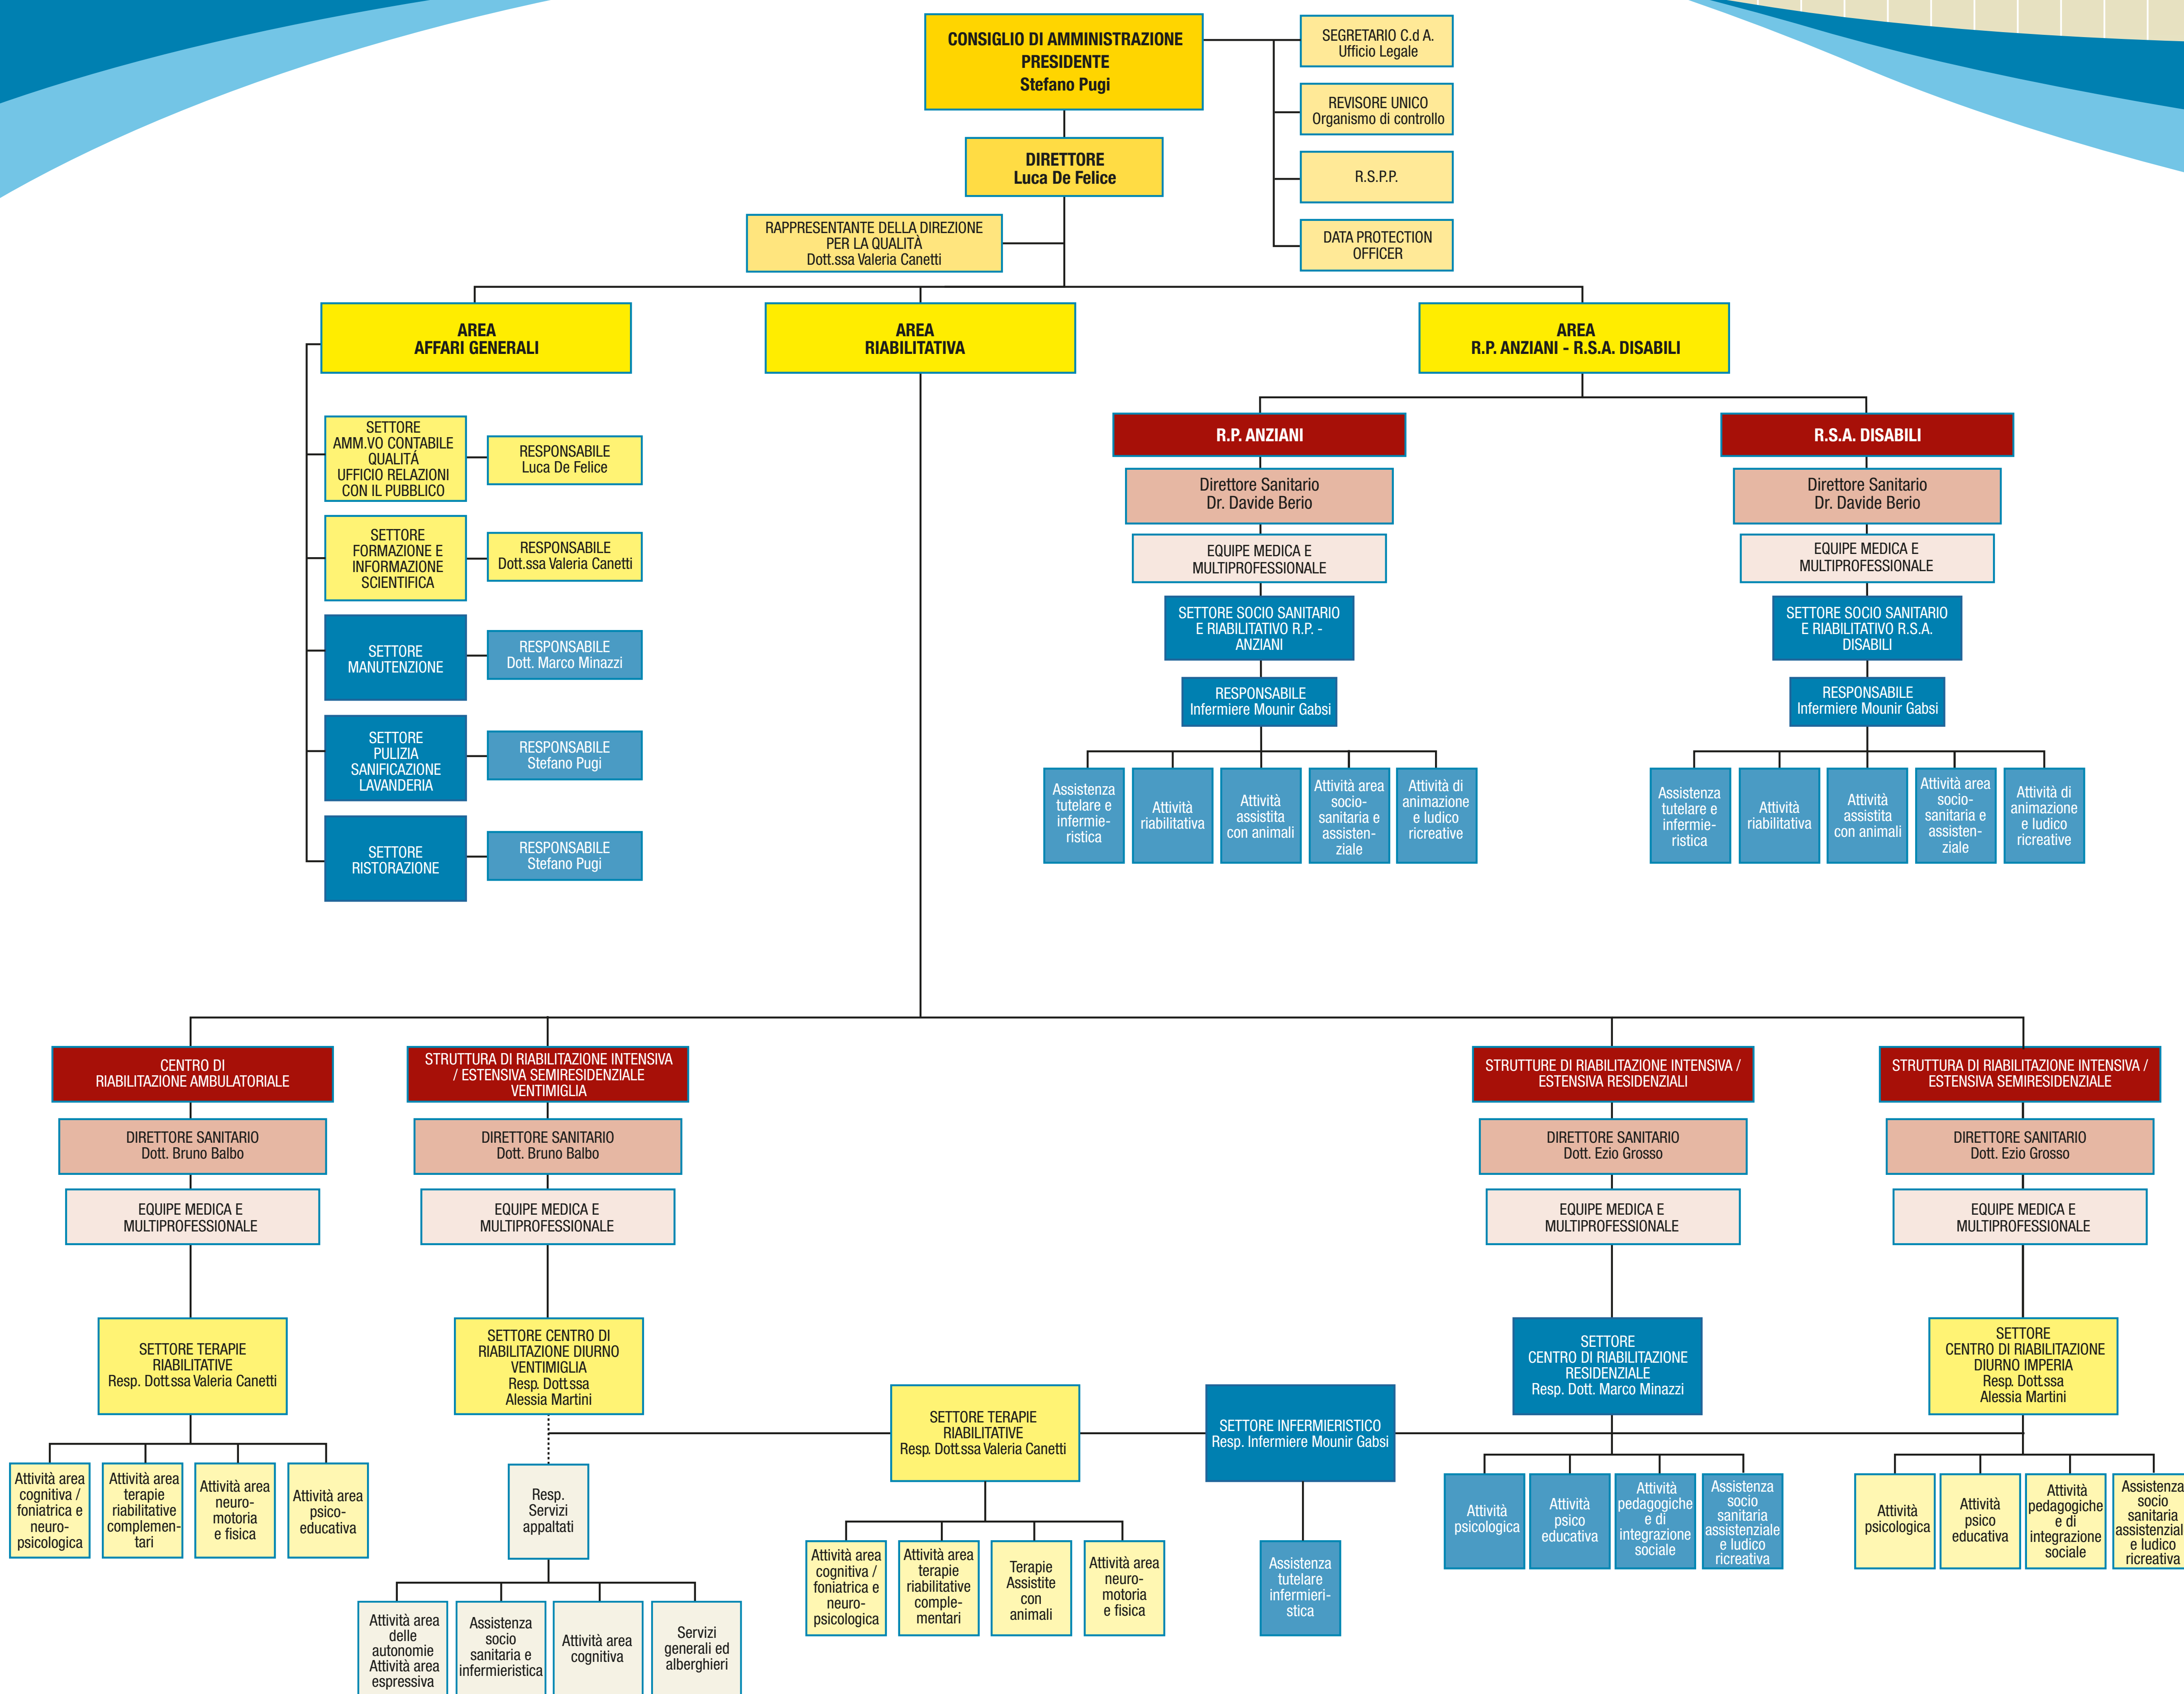 CONSIGLIO DI AMMINISTRAZIONE
PRESIDENTE
Stefano Pugi
SEGRETARIO C.d A.
Ufficio Legale
REVISORE UNICO
Organismo di controllo
R.S.P.P.
DATA PROTECTION
OFFICER
DIRETTORE
Luca De Felice
RAPPRESENTANTE DELLA DIREZIONE
PER LA QUALITÀ
Dott.ssa Valeria Canetti
AREA
AFFARI GENERALI
AREA
RIABILITATIVA
AREA
R.P. ANZIANI - R.S.A. DISABILI
SETTORE
AMM.VO CONTABILE
QUALITÁ
UFFICIO RELAZIONI
CON IL PUBBLICO
RESPONSABILE
Luca De Felice
SETTORE
FORMAZIONE E
INFORMAZIONE
SCIENTIFICA
RESPONSABILE
Dott.ssa Valeria Canetti
SETTORE
MANUTENZIONE
RESPONSABILE
Dott. Marco Minazzi
SETTORE
PULIZIA
SANIFICAZIONE
LAVANDERIA
RESPONSABILE
Stefano Pugi
SETTORE
RISTORAZIONE
RESPONSABILE
Stefano Pugi
R.P. ANZIANI
Direttore Sanitario
Dr. Davide Berio
EQUIPE MEDICA E
MULTIPROFESSIONALE
SETTORE SOCIO SANITARIO
E RIABILITATIVO R.P. -
ANZIANI
RESPONSABILE
Infermiere Mounir Gabsi
Assistenza
tutelare e
infermie-
ristica
Attività
riabilitativa
Attività
assistita
con animali
Attività area
socio-
sanitaria e
assisten-
ziale
Attività di
animazione
e ludico
ricreative
R.S.A. DISABILI
Direttore Sanitario
Dr. Davide Berio
EQUIPE MEDICA E
MULTIPROFESSIONALE
SETTORE SOCIO SANITARIO
E RIABILITATIVO R.S.A.
DISABILI
RESPONSABILE
Infermiere Mounir Gabsi
Assistenza
tutelare e
infermie-
ristica
Attività
riabilitativa
Attività
assistita
con animali
Attività area
socio-
sanitaria e
assisten-
ziale
Attività di
animazione
e ludico
ricreative
CENTRO DI
RIABILITAZIONE AMBULATORIALE
DIRETTORE SANITARIO
Dott. Bruno Balbo
EQUIPE MEDICA E
MULTIPROFESSIONALE
SETTORE TERAPIE
RIABILITATIVE
Resp. Dott.ssa Valeria Canetti
Attività area
cognitiva /
foniatrica e
neuro-
psicologica
Attività area
terapie
riabilitative
complemen-
tari
Attività area
neuro-
motoria
e fisica
Attività area
psico-
educativa
STRUTTURA DI RIABILITAZIONE INTENSIVA
/ ESTENSIVA SEMIRESIDENZIALE
VENTIMIGLIA
DIRETTORE SANITARIO
Dott. Bruno Balbo
EQUIPE MEDICA E
MULTIPROFESSIONALE
SETTORE CENTRO DI
RIABILITAZIONE DIURNO
VENTIMIGLIA
Resp. Dott.ssa
Alessia Martini
Resp.
Servizi
appaltati
Attività area
delle
autonomie
Attività area
espressiva
Assistenza
socio
sanitaria e
infermieristica
Attività area
cognitiva
Servizi
generali ed
alberghieri
SETTORE TERAPIE
RIABILITATIVE
Resp. Dott.ssa Valeria Canetti
Attività area
cognitiva /
foniatrica e
neuro-
psicologica
Attività area
terapie
riabilitative
comple-
mentari
Terapie
Assistite
con
animali
Attività area
neuro-
motoria
e fisica
SETTORE INFERMIERISTICO
Resp. Infermiere Mounir Gabsi
Assistenza
tutelare
infermieri-
stica
STRUTTURE DI RIABILITAZIONE INTENSIVA /
ESTENSIVA RESIDENZIALI
DIRETTORE SANITARIO
Dott. Ezio Grosso
EQUIPE MEDICA E
MULTIPROFESSIONALE
SETTORE
CENTRO DI RIABILITAZIONE
RESIDENZIALE
Resp. Dott. Marco Minazzi
Attività
psicologica
Attività
psico
educativa
Attività
pedagogiche
e di
integrazione
sociale
Assistenza
socio
sanitaria
assistenziale
e ludico
ricreativa
STRUTTURA DI RIABILITAZIONE INTENSIVA /
ESTENSIVA SEMIRESIDENZIALE
DIRETTORE SANITARIO
Dott. Ezio Grosso
EQUIPE MEDICA E
MULTIPROFESSIONALE
SETTORE
CENTRO DI RIABILITAZIONE
DIURNO IMPERIA
Resp. Dott.ssa
Alessia Martini
Attività
psicologica
Attività
psico
educativa
Attività
pedagogiche
e di
integrazione
sociale
Assistenza
socio
sanitaria
assistenzial
e ludico
ricreativa